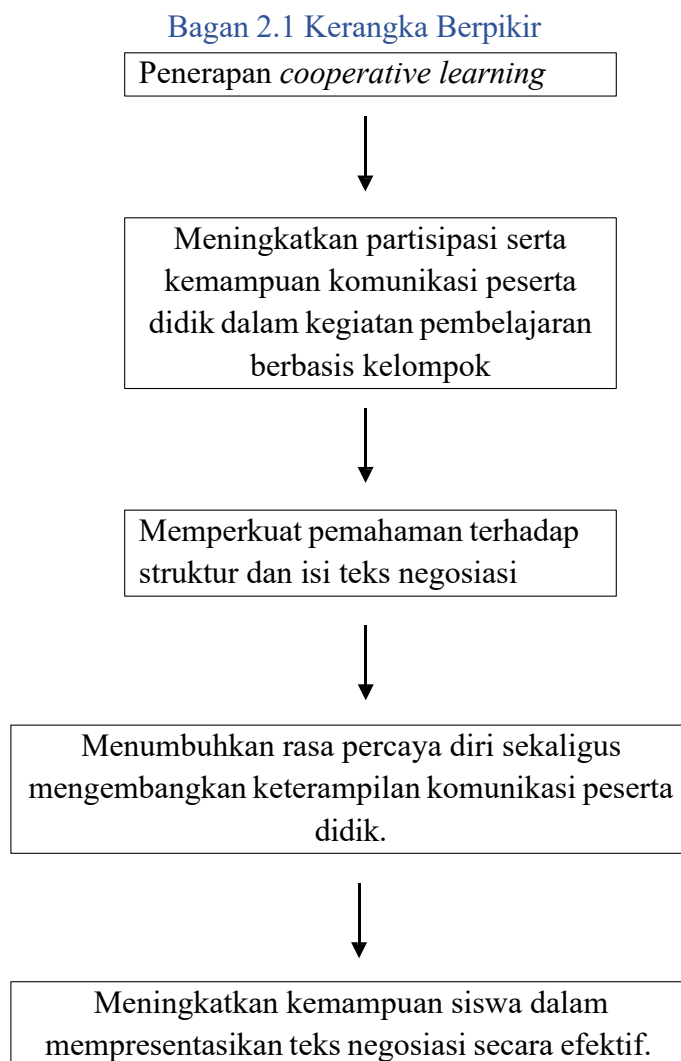 Bagan 2.1 Kerangka Berpikir
Penerapan cooperative learning
Meningkatkan partisipasi serta
kemampuan komunikasi peserta
didik dalam kegiatan pembelajaran
berbasis kelompok
Memperkuat pemahaman terhadap
struktur dan isi teks negosiasi
Menumbuhkan rasa percaya diri sekaligus
mengembangkan keterampilan komunikasi peserta
didik.
Meningkatkan kemampuan siswa dalam
mempresentasikan teks negosiasi secara efektif.